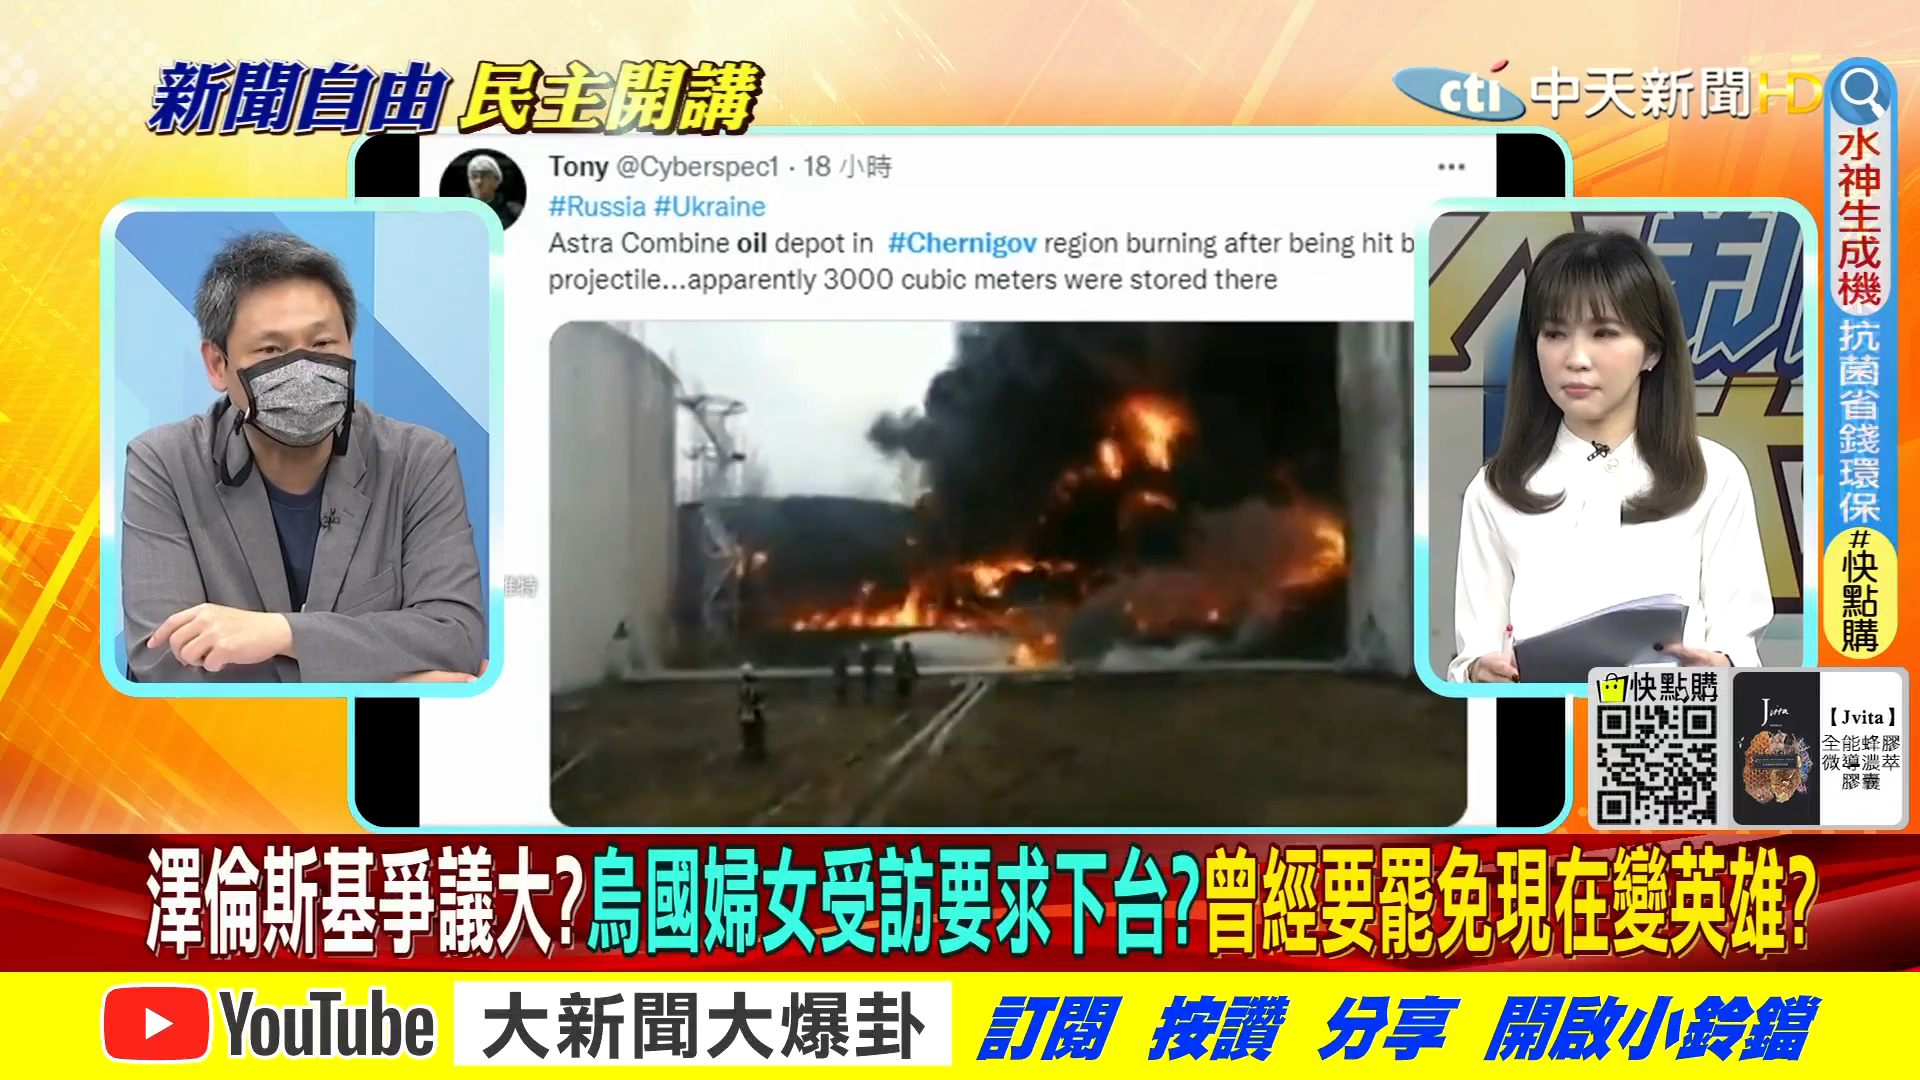 新聞自由 民主開講
cti 中天新聞HD
Tony @Cyberspec1 · 18 小時
#Russia #Ukraine
Astra Combine oil depot in #Chernigov region burning after being hit b
projectile...apparently 3000 cubic meters were stored there
水神生成機
抗菌省錢環保
#快點購
快點購
Jvita
【Jvita】
全能蜂膠
微導濃萃
膠囊
澤倫斯基爭議大?烏國婦女受訪要求下台?曾經要罷免現在變英雄?
YouTube 大新聞大爆卦 訂閱 按讚 分享 開啟小鈴鐺